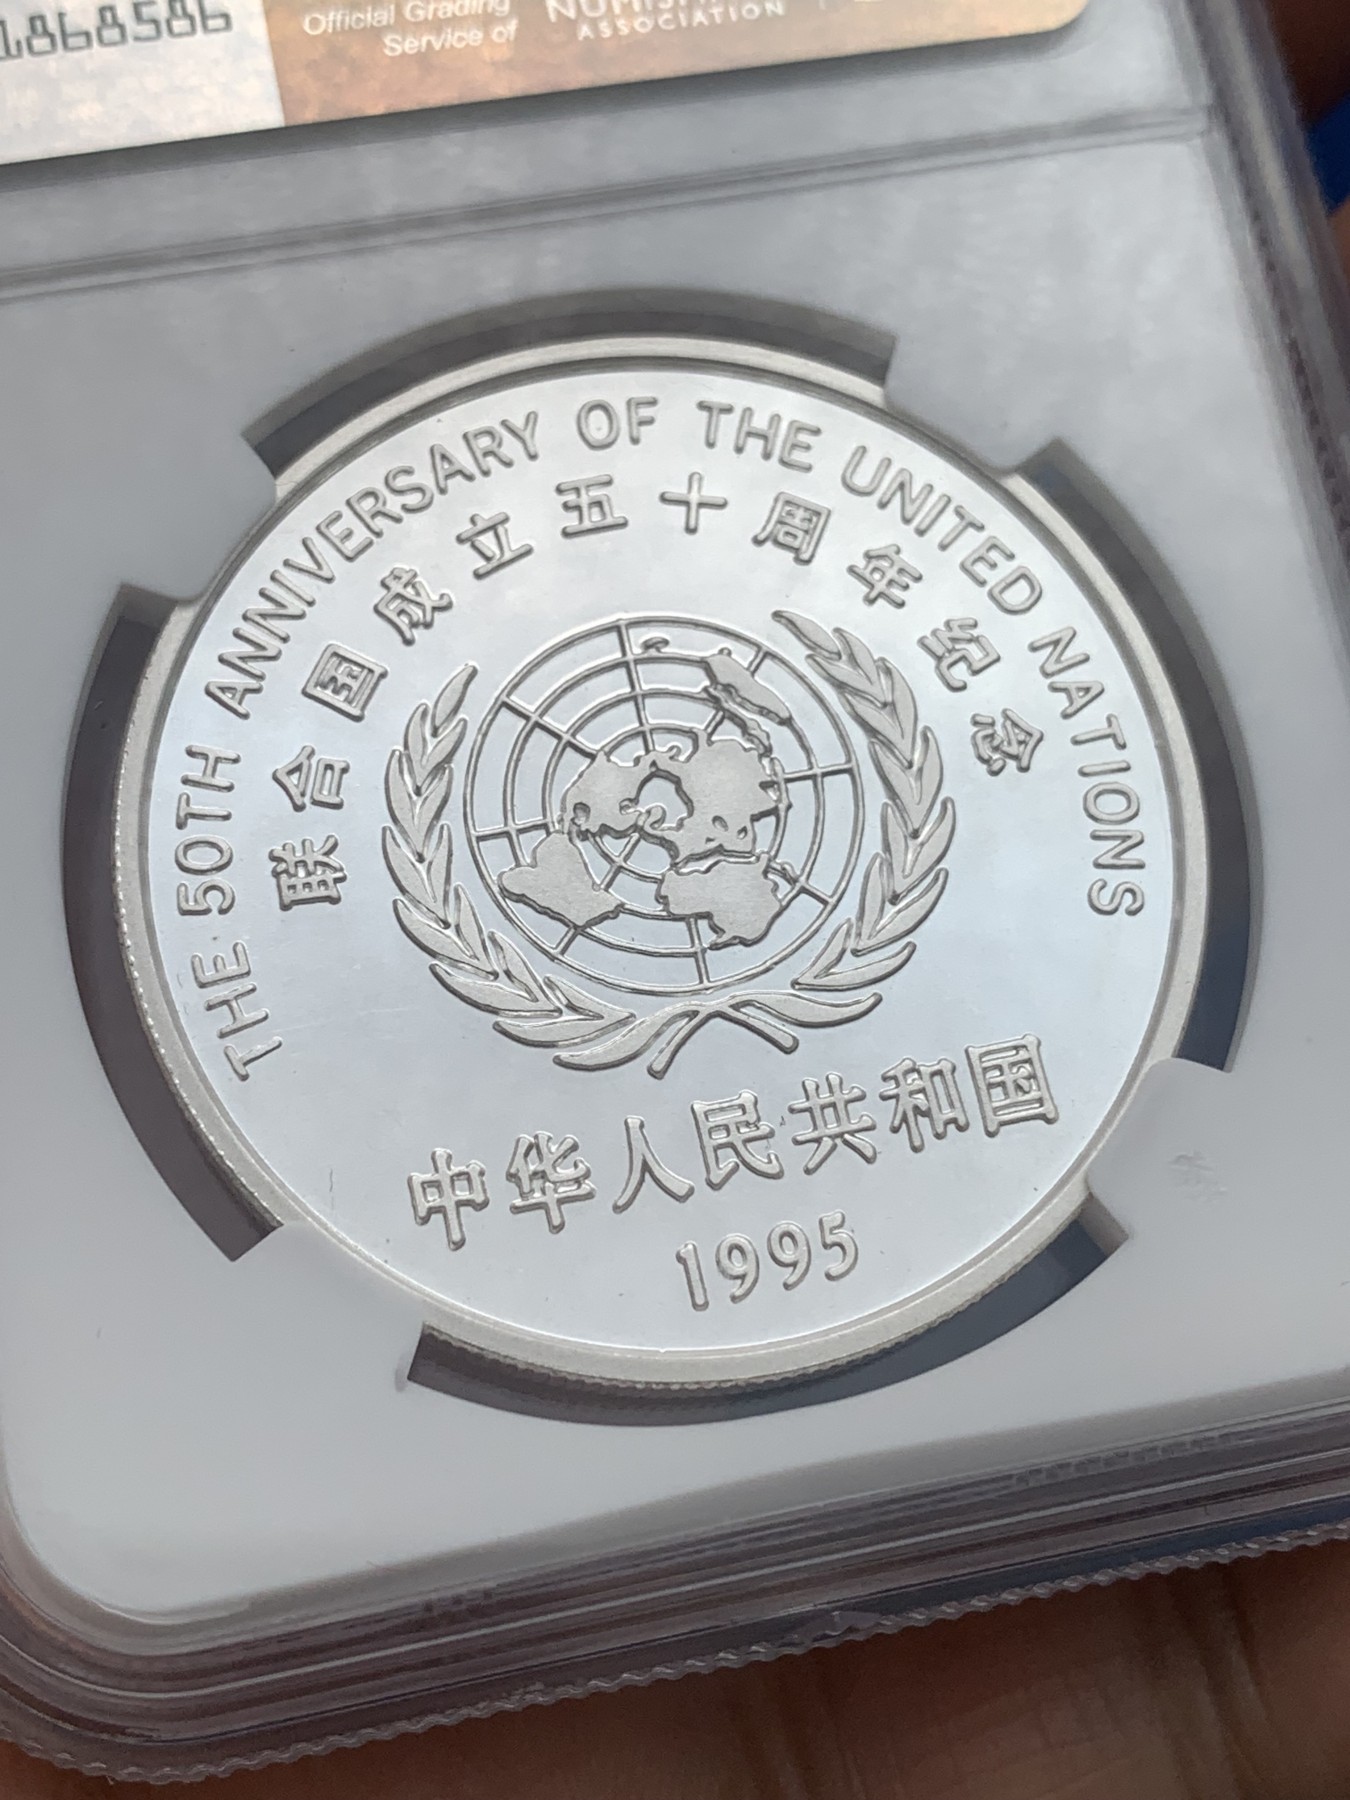 1868586
Official Grading
Service of
ASSOCIATION
THE 50TH ANNIVERSARY OF THE UNITED NATIONS
联合国成立五十周年纪念
中华人民共和国
1995